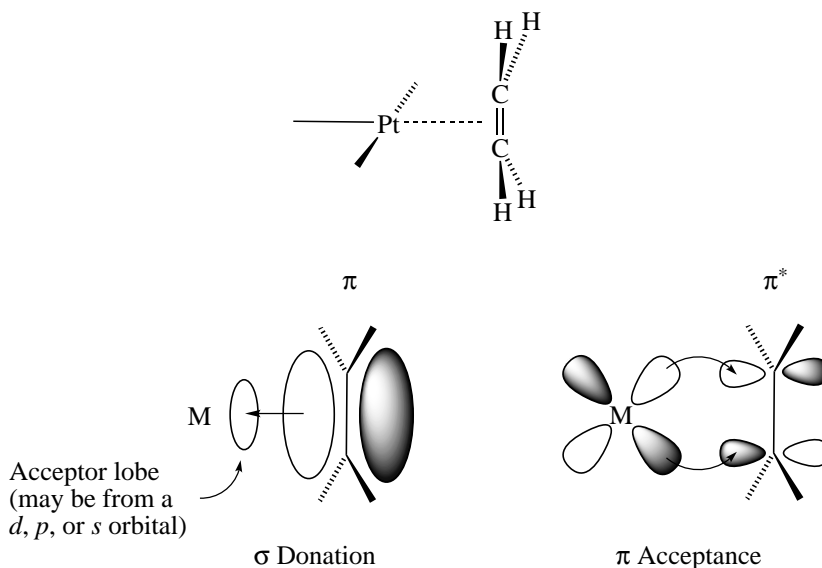 H H
C
Pt
C
H
H
π
π*
M
M
Acceptor lobe
(may be from a
d, p, or s orbital)
σ Donation
π Acceptance